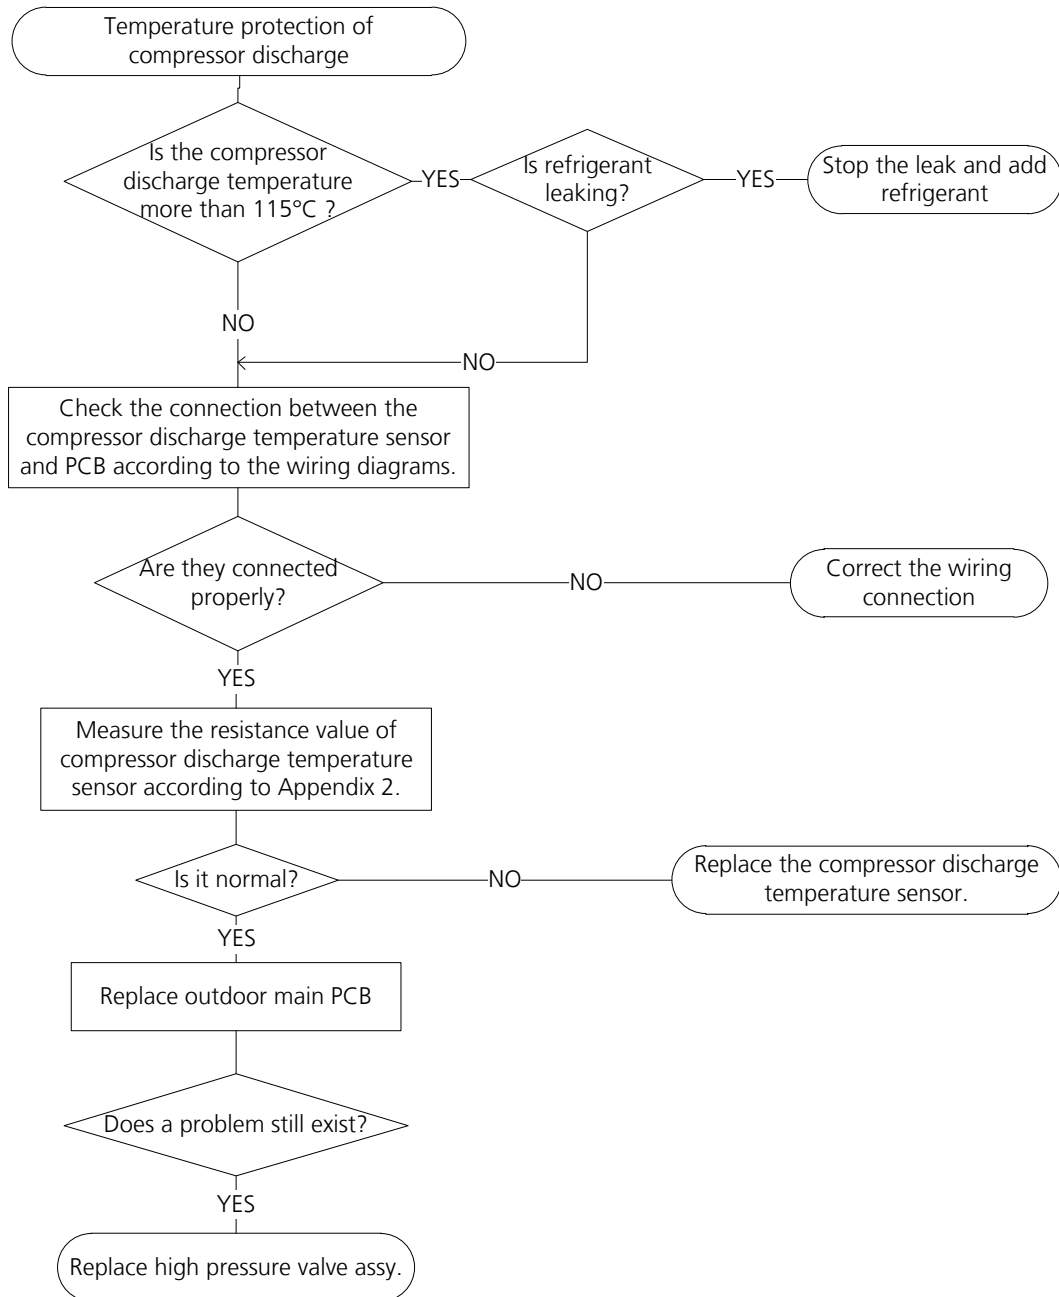 Temperature protection of
compressor discharge
Is the compressor
discharge temperature
more than 115°C ?
YES
Is refrigerant
leaking?
YES
Stop the leak and add
refrigerant
NO
NO
Check the connection between the
compressor discharge temperature sensor
and PCB according to the wiring diagrams.
Are they connected
properly?
NO
Correct the wiring
connection
YES
Measure the resistance value of
compressor discharge temperature
sensor according to Appendix 2.
Is it normal?
NO
Replace the compressor discharge
temperature sensor.
YES
Replace outdoor main PCB
Does a problem still exist?
YES
Replace high pressure valve assy.